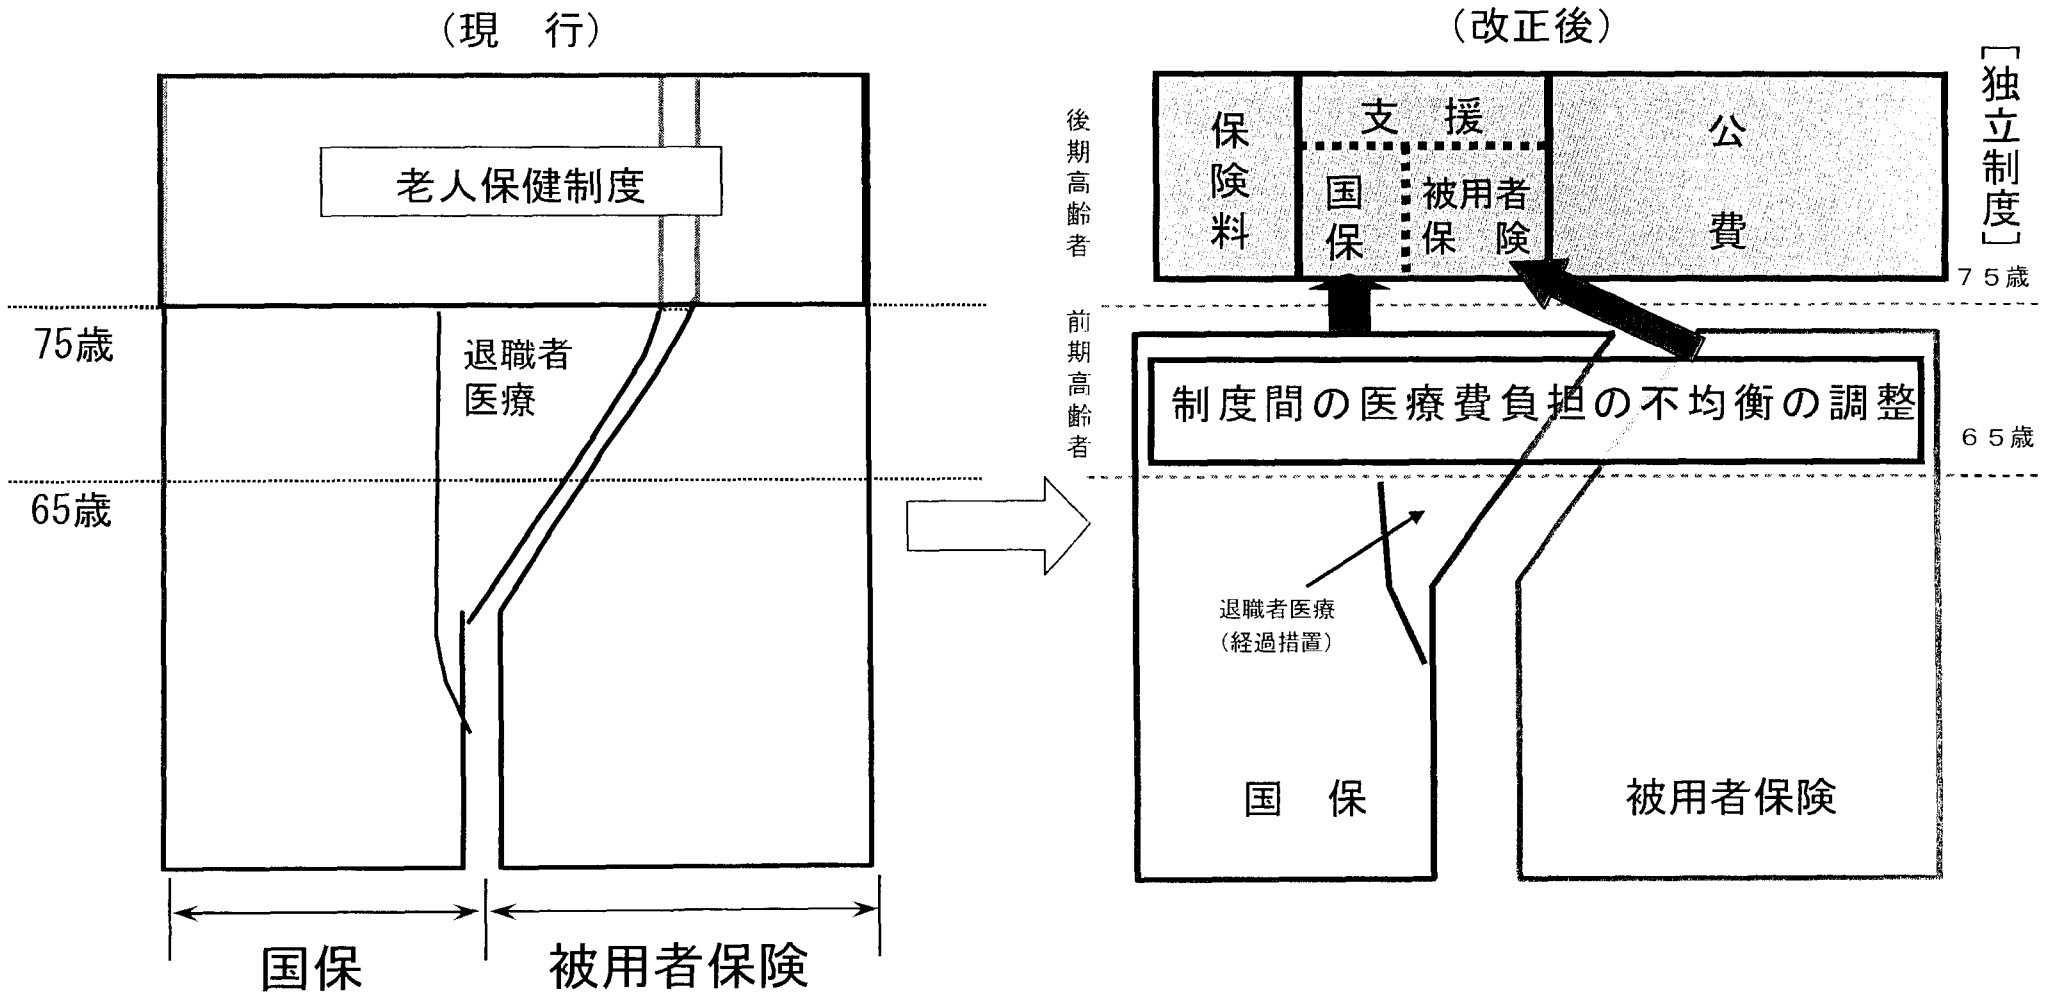 （現　行）
老人保健制度
75歳
退職者
医療
65歳
国保
被用者保険
（改正後）
［独立制度］
後期高齢者
保険料
支　援
国保
被用者
保　険
公費
７５歳
前期高齢者
制度間の医療費負担の不均衡の調整
６５歳
退職者医療
（経過措置）
国　保
被用者保険